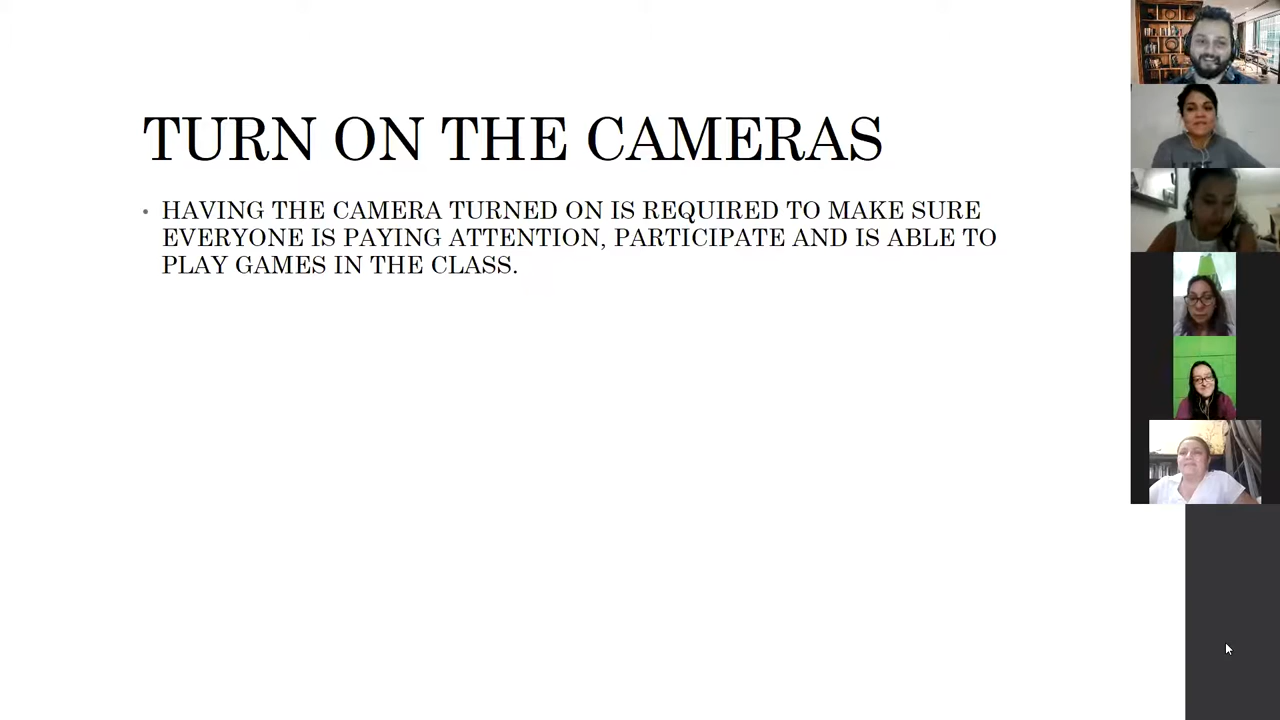 TURN ON THE CAMERAS
• HAVING THE CAMERA TURNED ON IS REQUIRED TO MAKE SURE
EVERYONE IS PAYING ATTENTION, PARTICIPATE AND IS ABLE TO
PLAY GAMES IN THE CLASS.